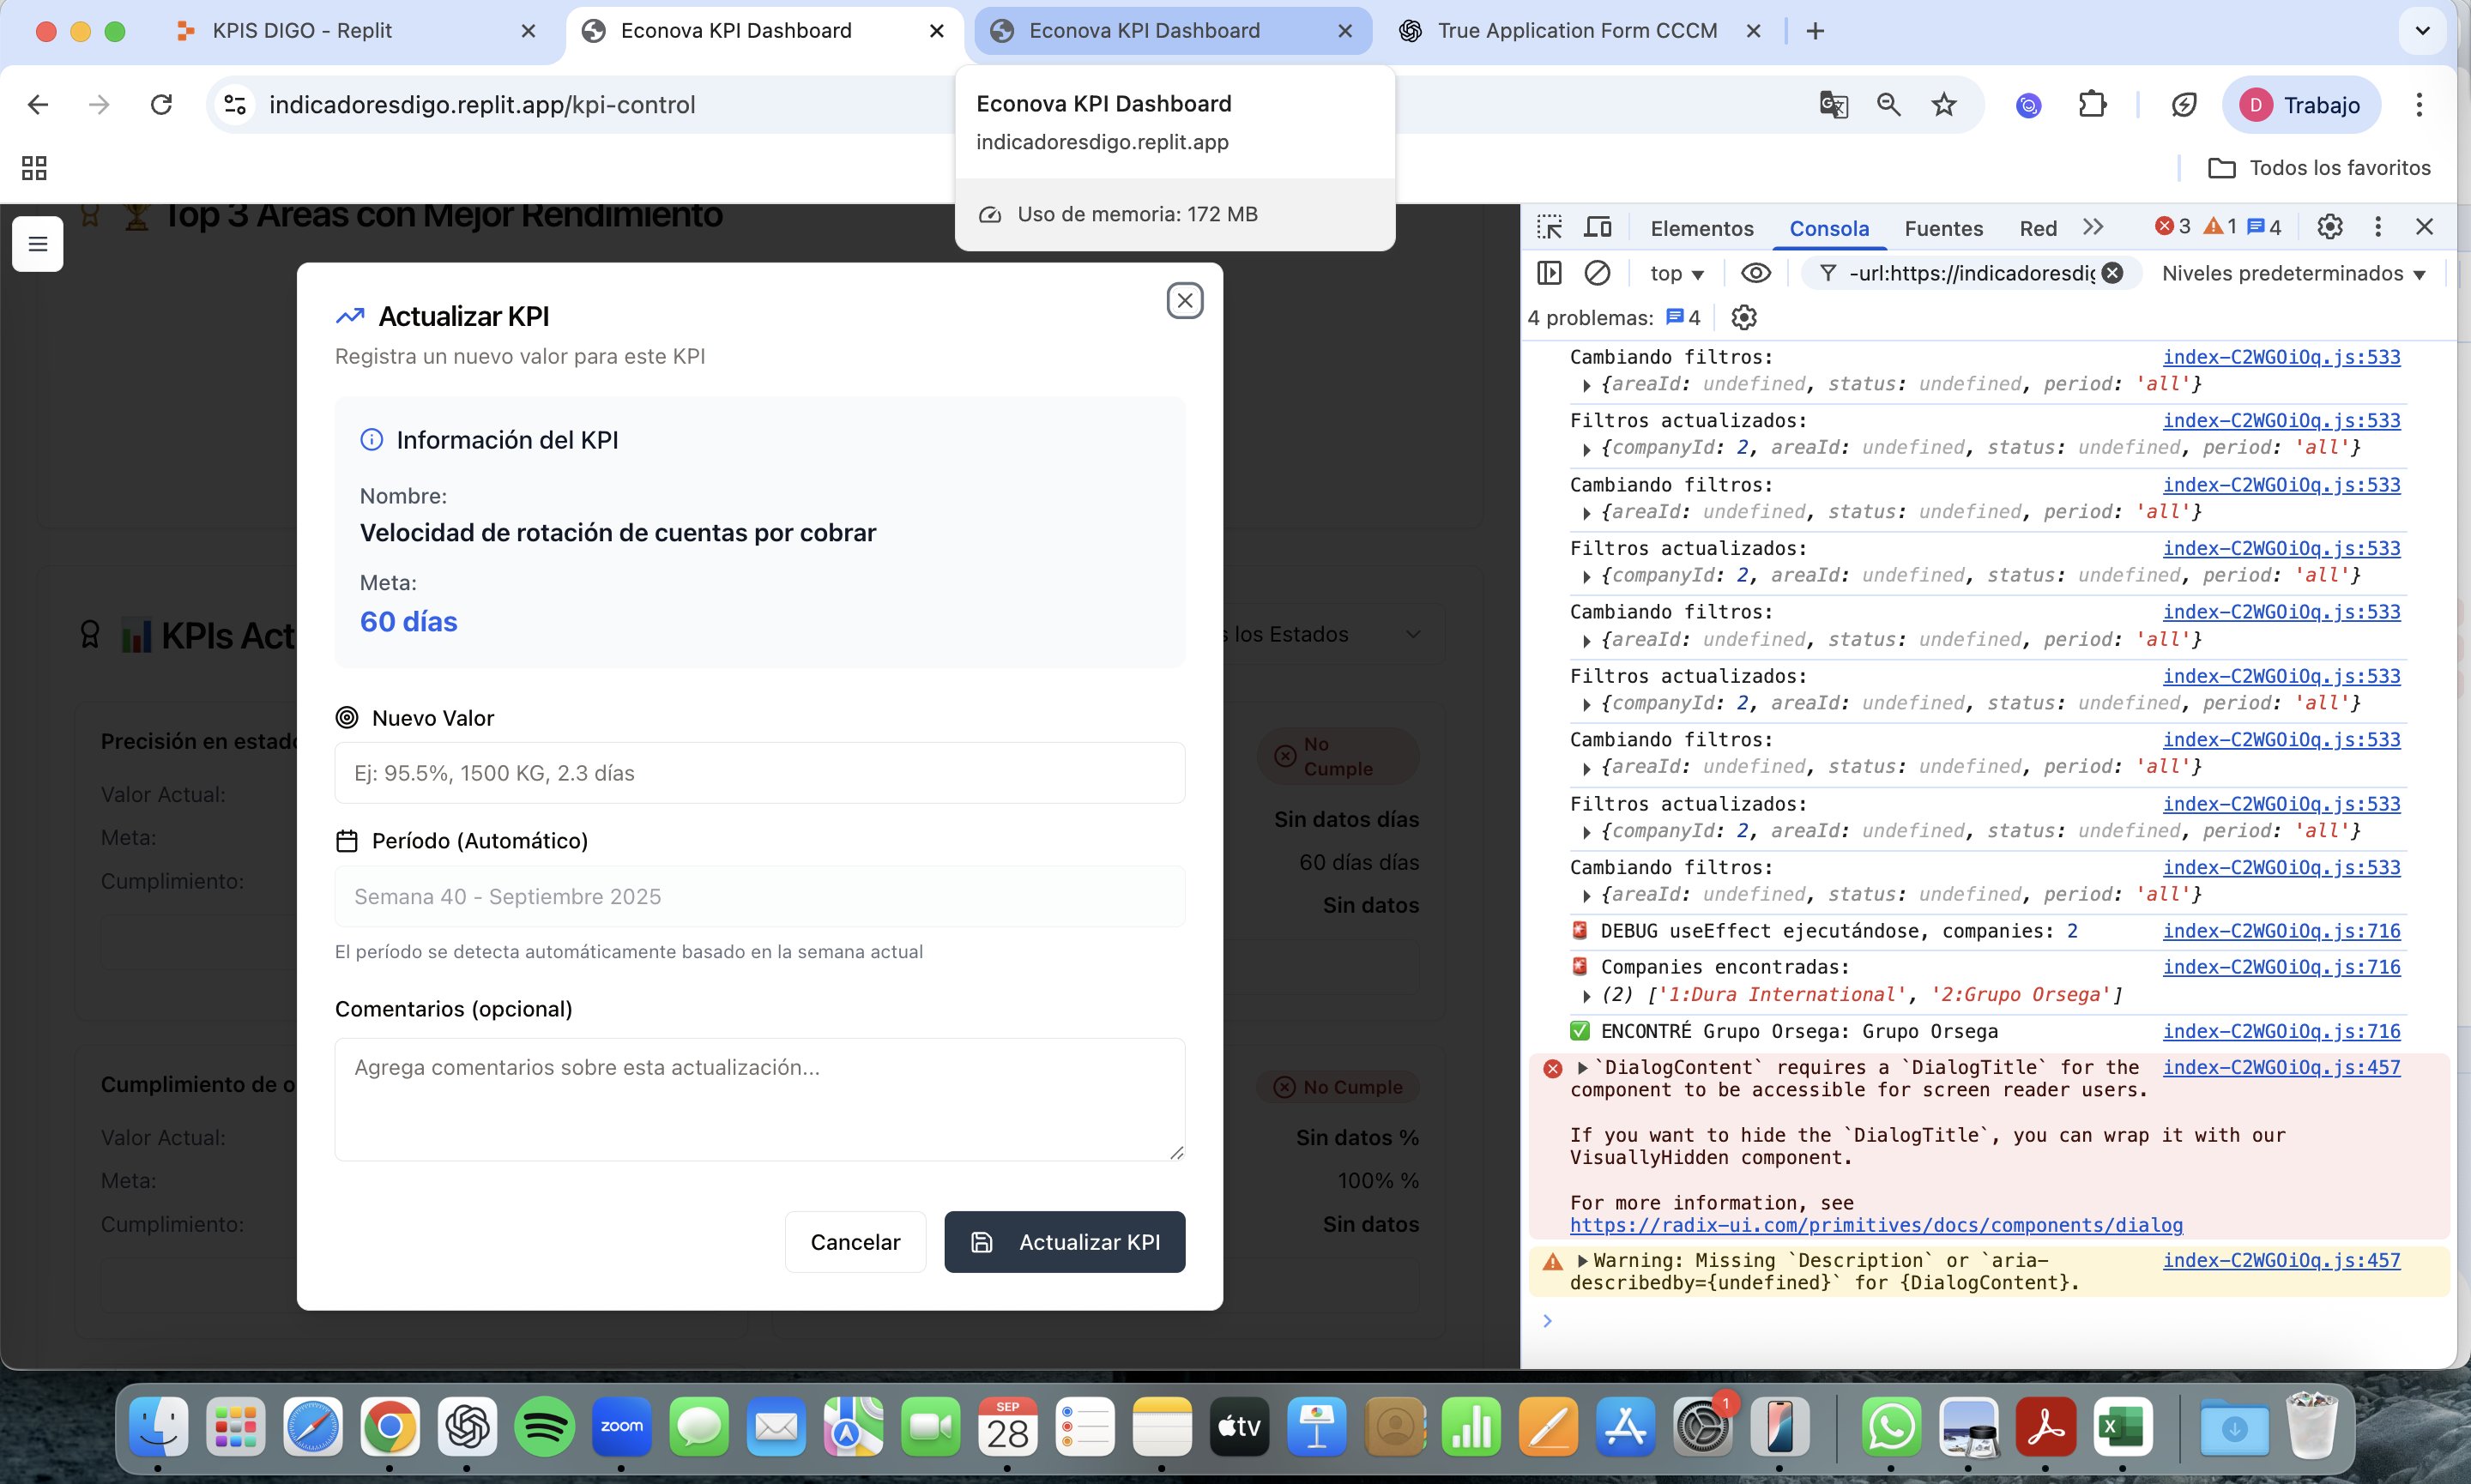 KPIS DIGO - Replit
Econova KPI Dashboard
Econova KPI Dashboard
True Application Form CCCM
indicadoresdigo.replit.app/kpi-control
D Trabajo
Econova KPI Dashboard
indicadoresdigo.replit.app
Uso de memoria: 172 MB
Todos los favoritos
Top 3 Áreas con Mejor Rendimiento
Actualizar KPI
Registra un nuevo valor para este KPI
Información del KPI
Nombre:
Velocidad de rotación de cuentas por cobrar
Meta:
60 días
KPIs Act
s los Estados
Nuevo Valor
Ej: 95.5%, 1500 KG, 2.3 días
Período (Automático)
Semana 40 - Septiembre 2025
El período se detecta automáticamente basado en la semana actual
Comentarios (opcional)
Agrega comentarios sobre esta actualización...
Cancelar
Actualizar KPI
Precisión en estado
Valor Actual:
Meta:
Cumplimiento:
No
Cumple
Sin datos días
60 días días
Sin datos
Cumplimiento de o
Valor Actual:
Meta:
Cumplimiento:
No Cumple
Sin datos %
100% %
Sin datos
Elementos Consola Fuentes Red 3 1 4
top -url:https://indicadoresdig Niveles predeterminados
4 problemas: 4
Cambiando filtros: index-C2WGOiOq.js:533
{areaId: undefined, status: undefined, period: 'all'}
Filtros actualizados: index-C2WGOiOq.js:533
{companyId: 2, areaId: undefined, status: undefined, period: 'all'}
Cambiando filtros: index-C2WGOiOq.js:533
{areaId: undefined, status: undefined, period: 'all'}
Filtros actualizados: index-C2WGOiOq.js:533
{companyId: 2, areaId: undefined, status: undefined, period: 'all'}
Cambiando filtros: index-C2WGOiOq.js:533
{areaId: undefined, status: undefined, period: 'all'}
Filtros actualizados: index-C2WGOiOq.js:533
{companyId: 2, areaId: undefined, status: undefined, period: 'all'}
Cambiando filtros: index-C2WGOiOq.js:533
{areaId: undefined, status: undefined, period: 'all'}
Filtros actualizados: index-C2WGOiOq.js:533
{companyId: 2, areaId: undefined, status: undefined, period: 'all'}
Cambiando filtros: index-C2WGOiOq.js:533
{areaId: undefined, status: undefined, period: 'all'}
🚨 DEBUG useEffect ejecutándose, companies: 2 index-C2WGOiOq.js:716
🚨 Companies encontradas: index-C2WGOiOq.js:716
(2) ['1:Dura International', '2:Grupo Orsega']
✅ ENCONTRÉ Grupo Orsega: Grupo Orsega index-C2WGOiOq.js:716
`DialogContent` requires a `DialogTitle` for the index-C2WGOiOq.js:457
component to be accessible for screen reader users.
If you want to hide the `DialogTitle`, you can wrap it with our
VisuallyHidden component.
For more information, see
https://radix-ui.com/primitives/docs/components/dialog
Warning: Missing `Description` or `aria- index-C2WGOiOq.js:457
describedby={undefined}` for {DialogContent}.
zoom
SEP
28
tv
1
X